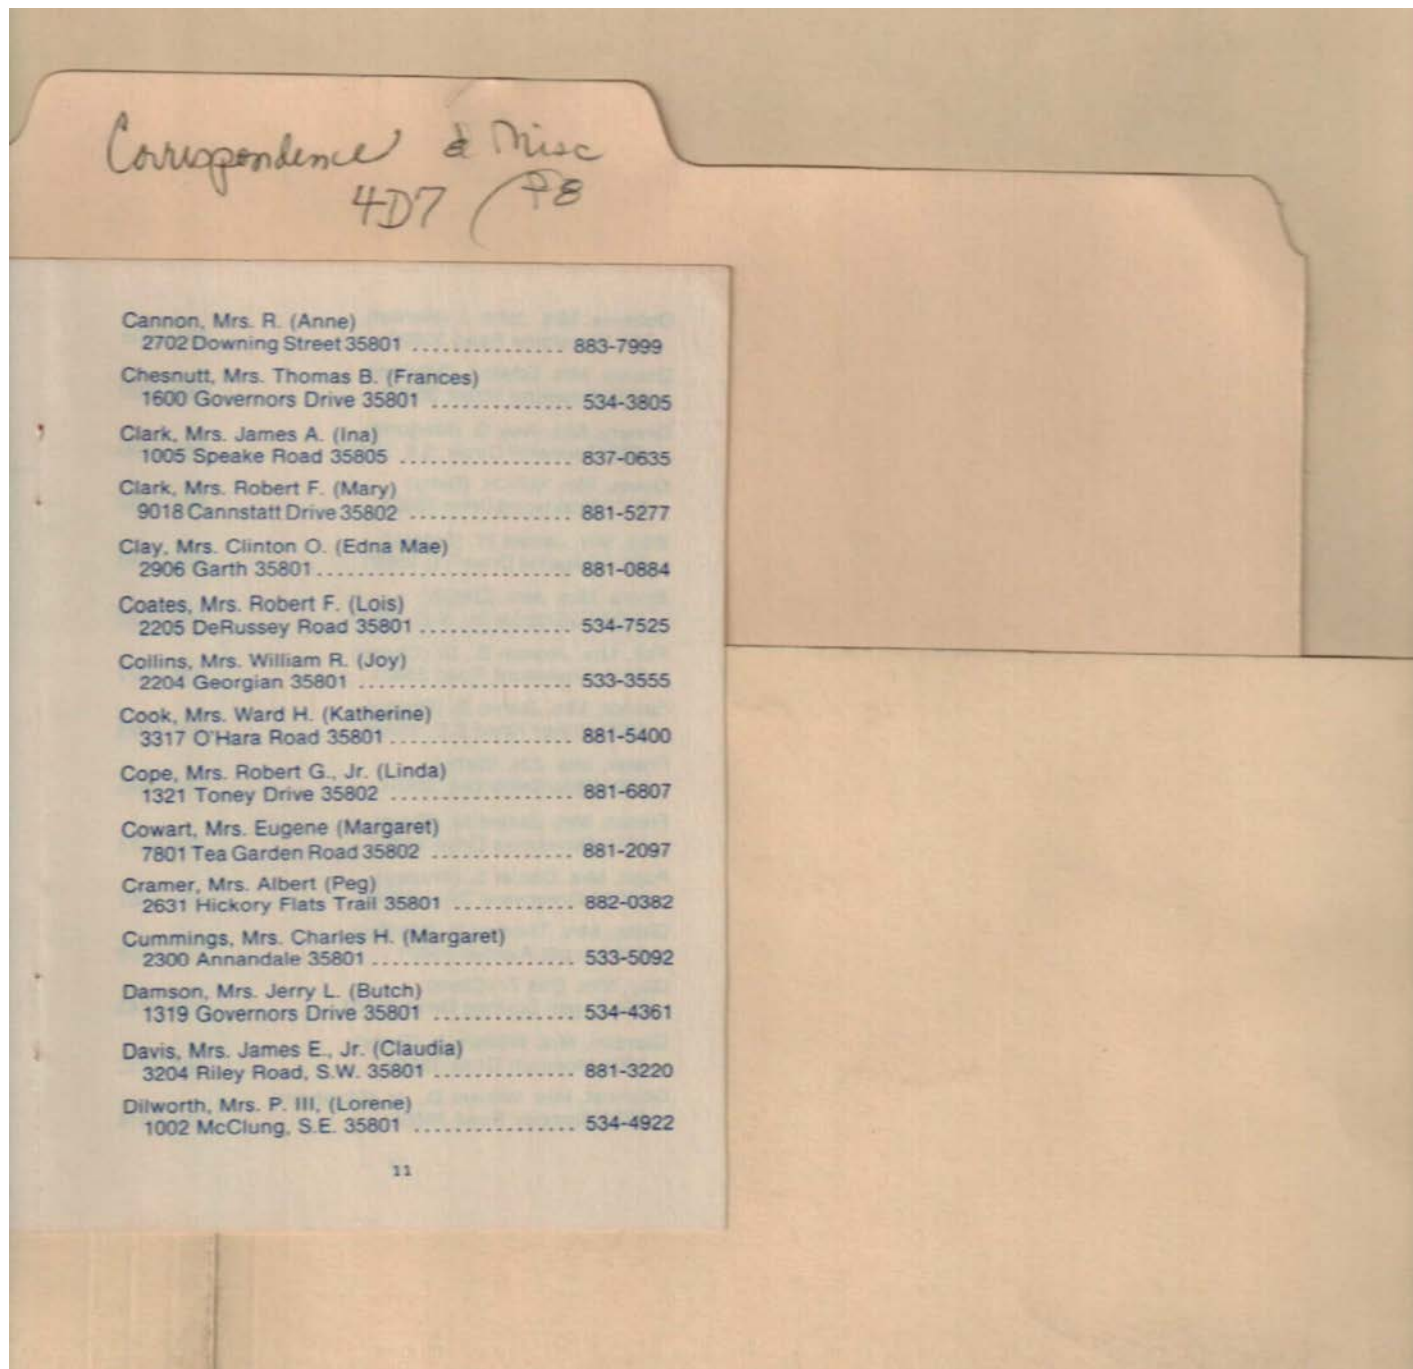 Correspondence & Misc
4D7 (P8
Cannon, Mrs. R. (Anne)
2702 Downing Street 35801 ............... 883-7999
Chesnutt, Mrs. Thomas B. (Frances)
1600 Governors Drive 35801 .............. 534-3805
Clark, Mrs. James A. (Ina)
1005 Speake Road 35805 ................. 837-0635
Clark, Mrs. Robert F. (Mary)
9018 Cannstatt Drive 35802 ................ 881-5277
Clay, Mrs. Clinton O. (Edna Mae)
2906 Garth 35801......................... 881-0884
Coates, Mrs. Robert F. (Lois)
2205 DeRussey Road 35801............... 534-7525
Collins, Mrs. William R. (Joy)
2204 Georgian 35801 ..................... 533-3555
Cook, Mrs. Ward H. (Katherine)
3317 O'Hara Road 35801.................. 881-5400
Cope, Mrs. Robert G., Jr. (Linda)
1321 Toney Drive 35802 .................. 881-6807
Cowart, Mrs. Eugene (Margaret)
7801 Tea Garden Road 35802 .............. 881-2097
Cramer, Mrs. Albert (Peg)
2631 Hickory Flats Trail 35801 ............ 882-0382
Cummings, Mrs. Charles H. (Margaret)
2300 Annandale 35801.................... 533-5092
Damson, Mrs. Jerry L. (Butch)
1319 Governors Drive 35801 .............. 534-4361
Davis, Mrs. James E., Jr. (Claudia)
3204 Riley Road, S.W. 35801 .............. 881-3220
Dilworth, Mrs. P. III, (Lorene)
1002 McClung, S.E. 35801 ................ 534-4922
11